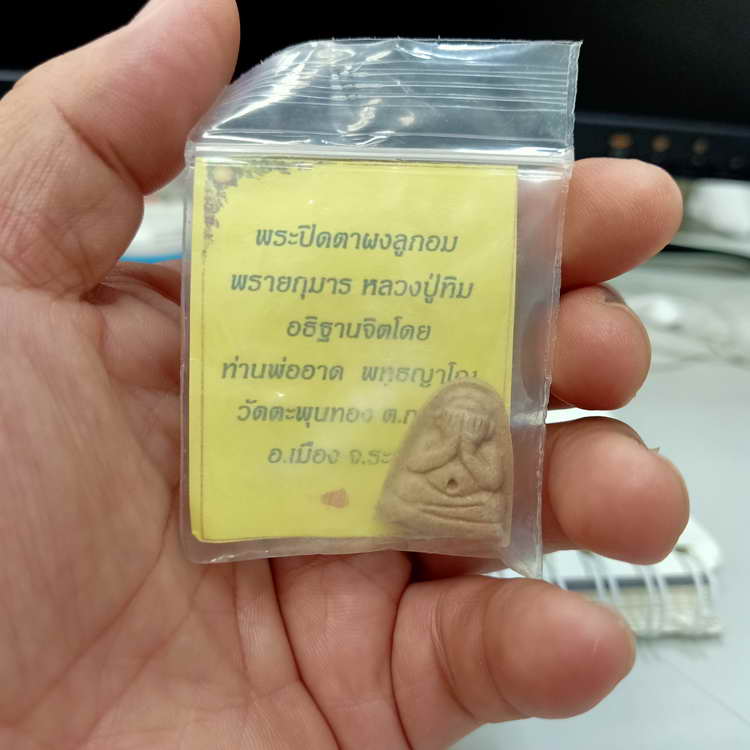 พระปิดตาผงลูกอม
พรายกุมาร หลวงปู่ทิม
อธิฐานจิตโดย
ท่านพ่ออาด
วัดตะพุนทอง ต.
อ.เมือง